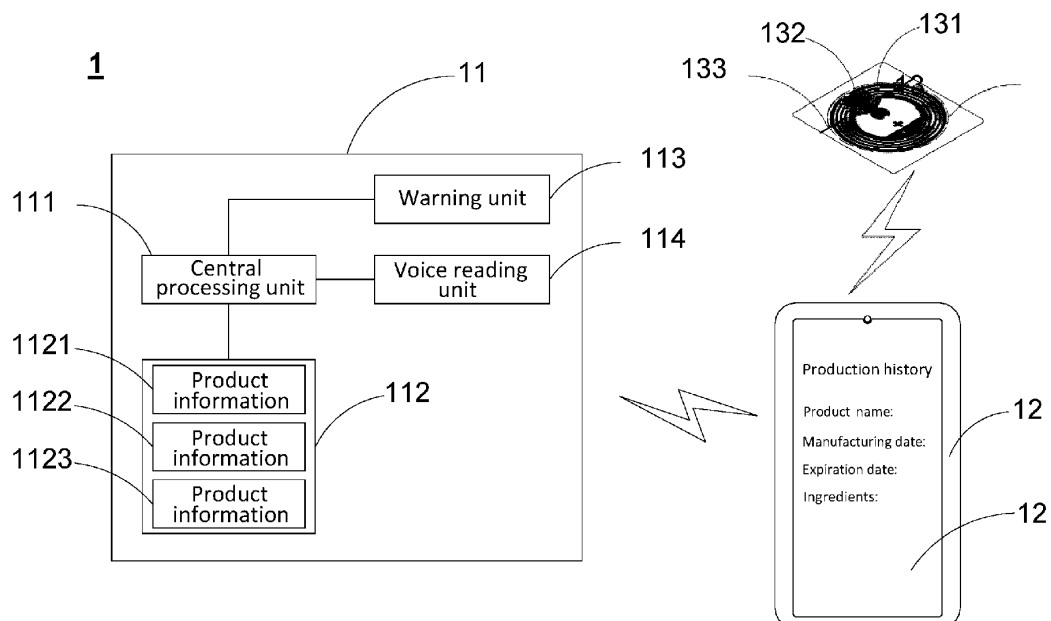 1
11
132
131
133
113
Warning unit
111
114
Central
processing unit
Voice reading
unit
1121
Product
information
1122
112
Product
information
1123
Product
information
Production history
Product name:
12
Manufacturing date:
Expiration date:
Ingredients:
12